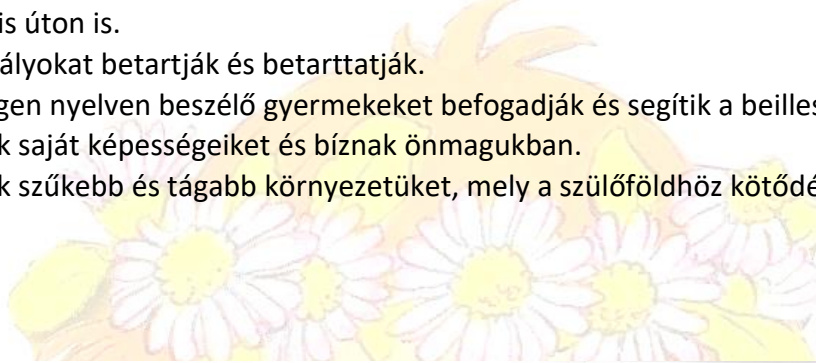 is úton is.
ályokat betartják és betarttatják.
gen nyelven beszélő gyermekeket befogadják és segítik a beilles
k saját képességeiket és bíznak önmagukban.
k szűkebb és tágabb környezetüket, mely a szülőföldhöz kötődé